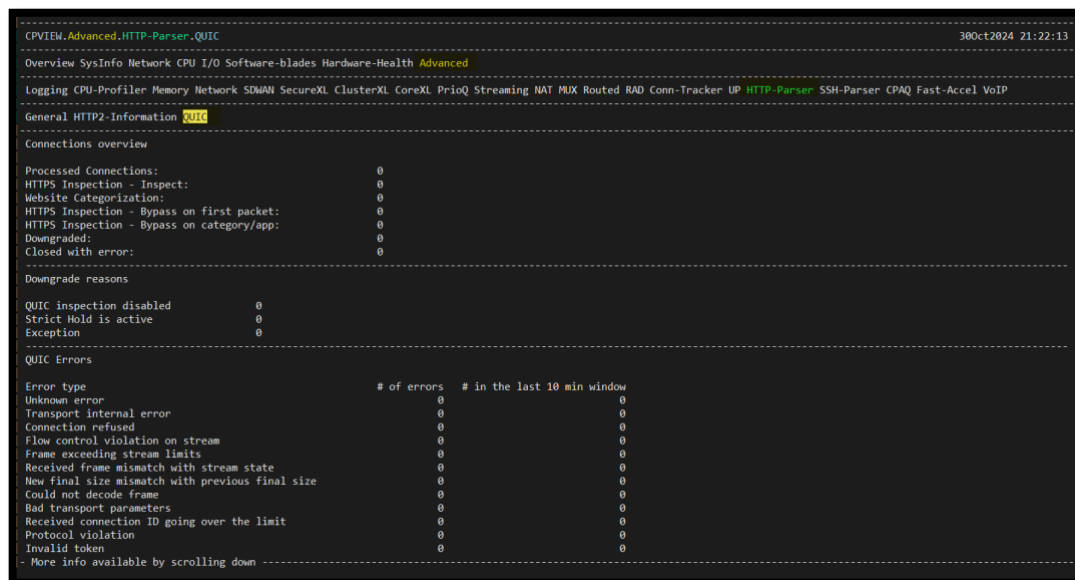 CPVIEW.Advanced.HTTP-Parser.QUIC 30Oct2024 21:22:13
Overview SysInfo Network CPU I/O Software-blades Hardware-Health Advanced
Logging CPU-Profiler Memory Network SDWAN SecureXL ClusterXL CoreXL PrioQ Streaming NAT MUX Routed RAD Conn-Tracker UP HTTP-Parser SSH-Parser CPAQ Fast-Accel VoIP
General HTTP2-Information QUIC
Connections overview
Processed Connections: 0
HTTPS Inspection - Inspect: 0
Website Categorization: 0
HTTPS Inspection - Bypass on first packet: 0
HTTPS Inspection - Bypass on category/app: 0
Downgraded: 0
Closed with error: 0
Downgrade reasons
QUIC inspection disabled 0
Strict Hold is active 0
Exception 0
QUIC Errors
Error type # of errors # in the last 10 min window
Unknown error 0 0
Transport internal error 0 0
Connection refused 0 0
Flow control violation on stream 0 0
Frame exceeding stream limits 0 0
Received frame mismatch with stream state 0 0
New final size mismatch with previous final size 0 0
Could not decode frame 0 0
Bad transport parameters 0 0
Received connection ID going over the limit 0 0
Protocol violation 0 0
Invalid token 0 0
- More info available by scrolling down